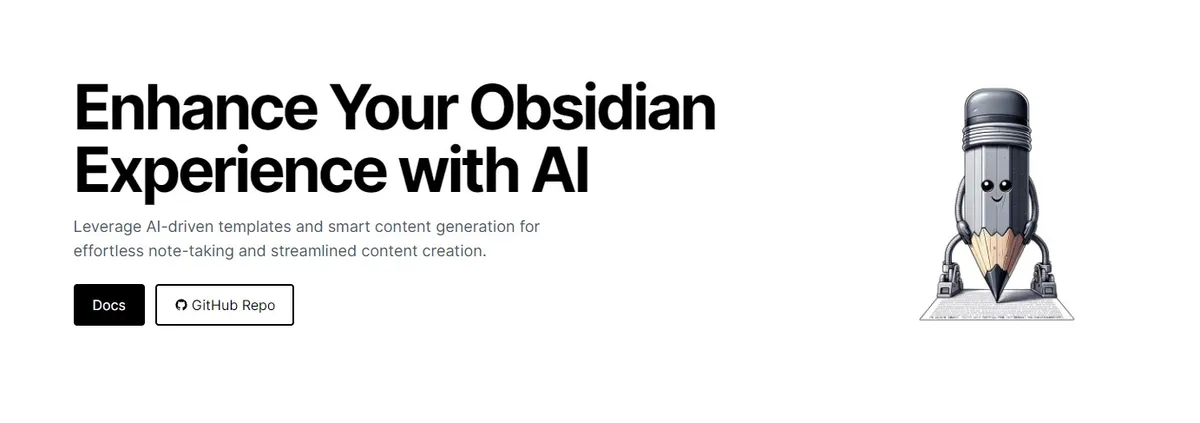 Enhance Your Obsidian
Experience with AI
Leverage AI-driven templates and smart content generation for
effortless note-taking and streamlined content creation.
Docs
GitHub Repo